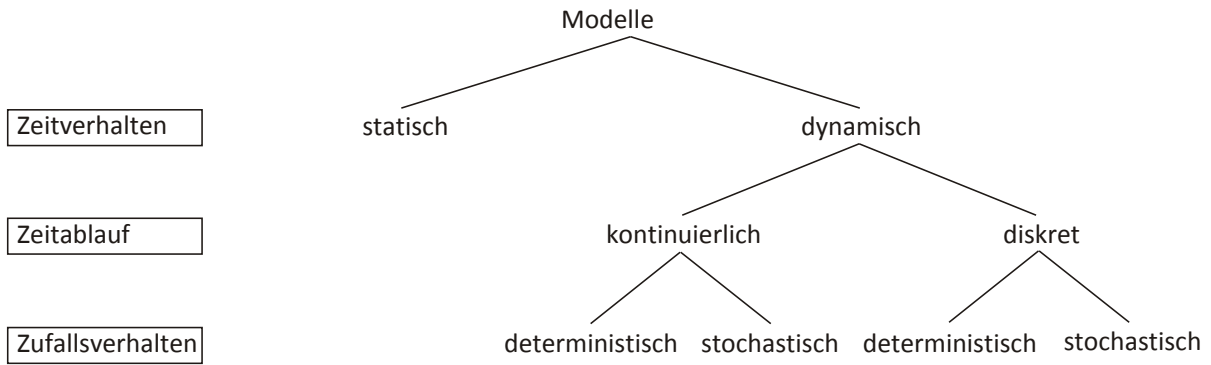 Modelle
Zeitverhalten statisch dynamisch
Zeitablauf kontinuierlich diskret
Zufallsverhalten deterministisch stochastisch deterministisch stochastisch